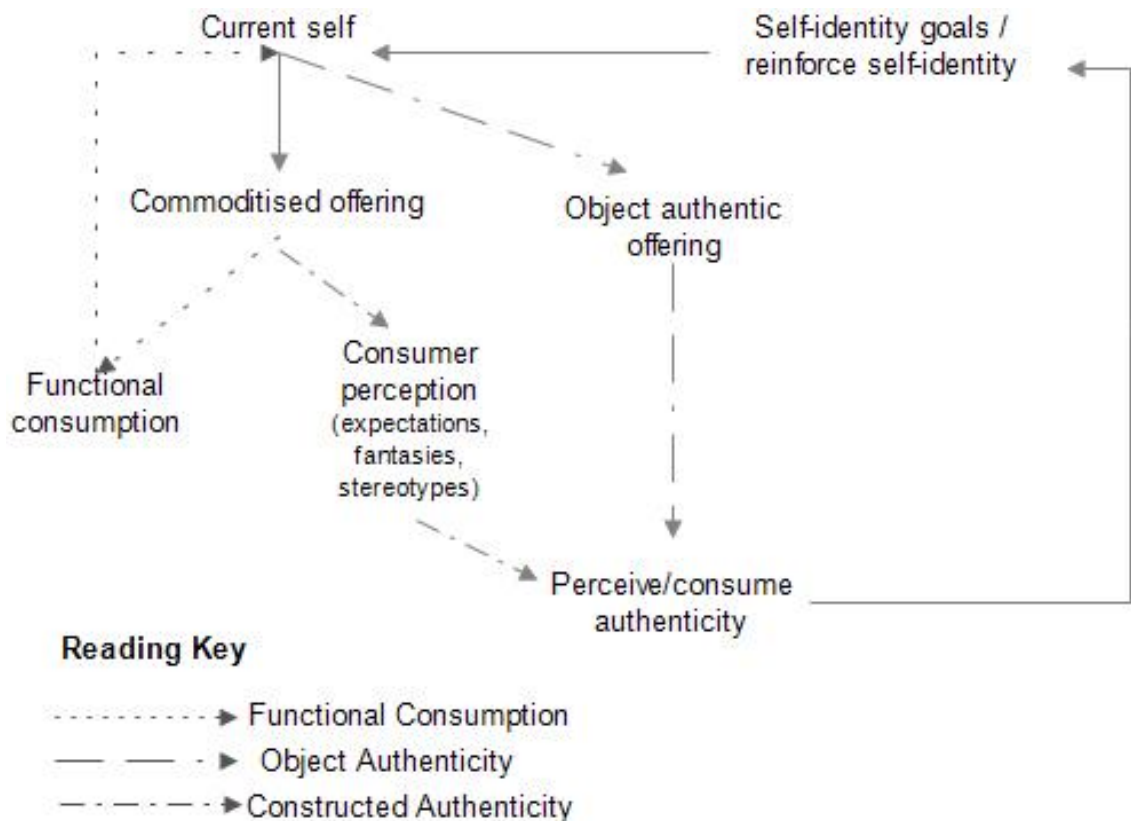 Current self
Self-identity goals /
reinforce self-identity
Commoditised offering
Object authentic
offering
Functional
consumption
Consumer
perception
(expectations,
fantasies,
stereotypes)
Perceive/consume
authenticity
Reading Key
Functional Consumption
Object Authenticity
Constructed Authenticity